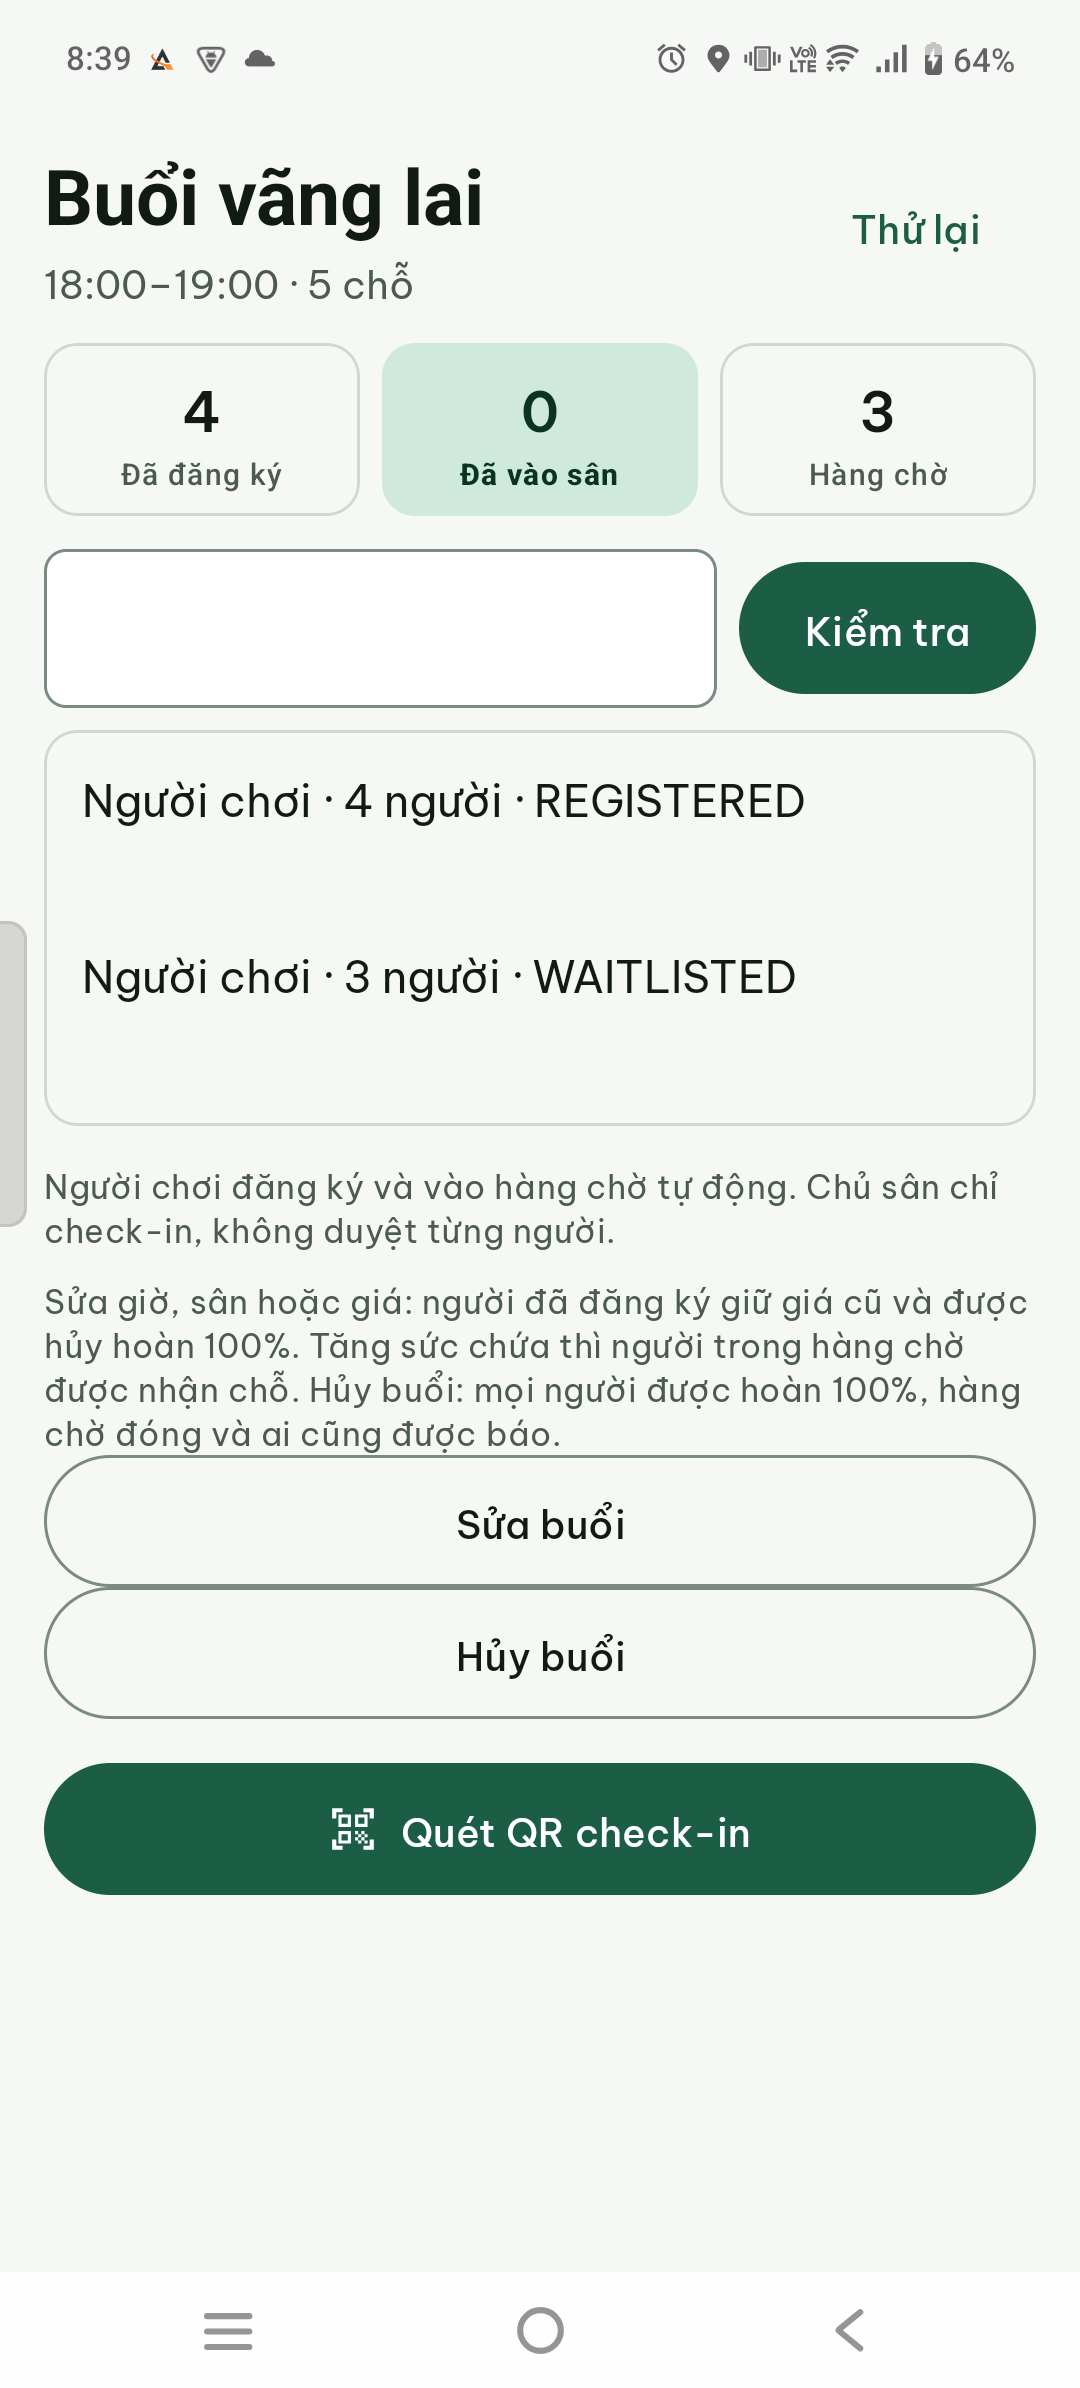 8:39
VoLTE
64%
Buổi vãng lai
Thử lại
18:00–19:00 · 5 chỗ
4
Đã đăng ký
0
Đã vào sân
3
Hàng chờ
Kiểm tra
Người chơi · 4 người · REGISTERED
Người chơi · 3 người · WAITLISTED
Người chơi đăng ký và vào hàng chờ tự động. Chủ sân chỉ
check-in, không duyệt từng người.
Sửa giờ, sân hoặc giá: người đã đăng ký giữ giá cũ và được
hủy hoàn 100%. Tăng sức chứa thì người trong hàng chờ
được nhận chỗ. Hủy buổi: mọi người được hoàn 100%, hàng
chờ đóng và ai cũng được báo.
Sửa buổi
Hủy buổi
Quét QR check-in